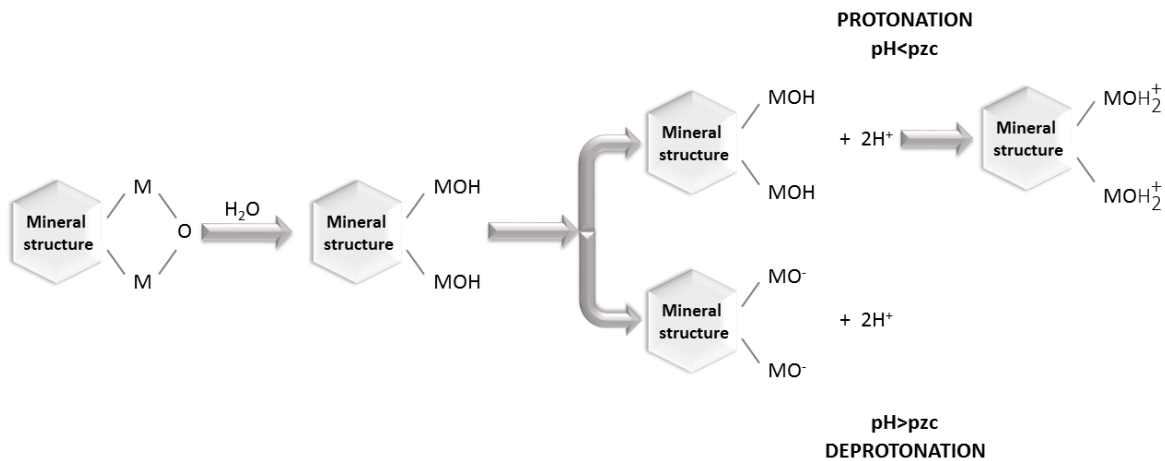 PROTONATION
pH<pzc
Mineral
structure
M
O
M
H₂O
Mineral
structure
MOH
MOH
Mineral
structure
MOH
MOH
+ 2H⁺
Mineral
structure
MOH₂⁺
MOH₂⁺
Mineral
structure
MO⁻
MO⁻
+ 2H⁺
pH>pzc
DEPROTONATION